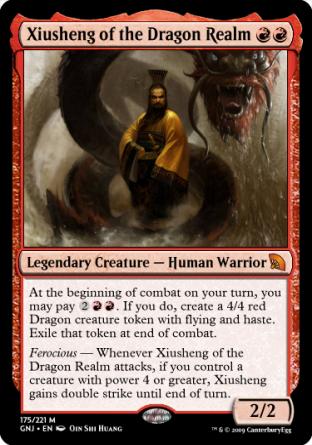 Xiusheng of the Dragon Realm
Legendary Creature — Human Warrior
At the beginning of combat on your turn, you
may pay 2. If you do, create a 4/4 red
Dragon creature token with flying and haste.
Exile that token at end of combat.
Ferocious — Whenever Xiusheng of the
Dragon Realm attacks, if you control a
creature with power 4 or greater, Xiusheng
gains double strike until end of turn.
2/2
175/221 M
GNJ • EN Qin Shi Huang
™ & © 2019 CanterburyEgg